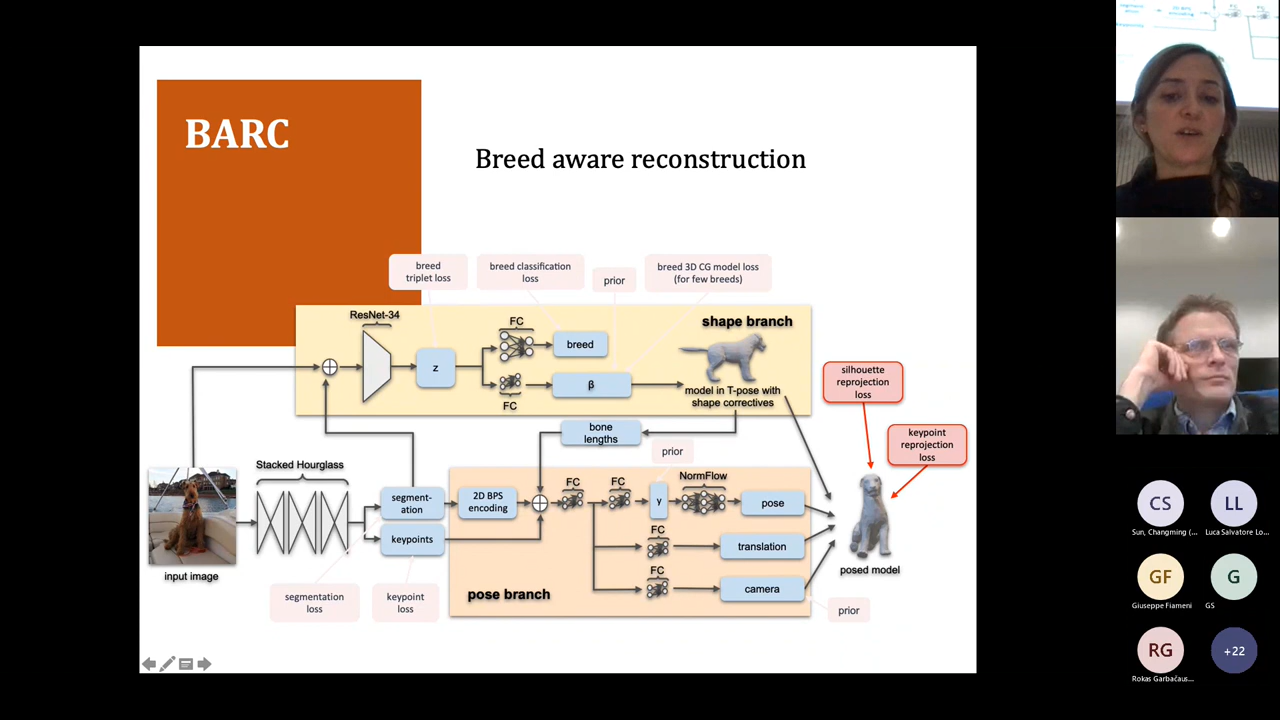 BARC
Breed aware reconstruction
breed
triplet loss
breed classification
loss
prior
breed 3D CG model loss
(for few breeds)
ResNet-34
FC
shape branch
z
breed
FC
β
model in T-pose with
shape correctives
silhouette
reprojection
loss
bone
lengths
keypoint
reprojection
loss
prior
Stacked Hourglass
segment-
ation
2D BPS
encoding
FC
FC
γ
NormFlow
pose
keypoints
FC
translation
input image
posed model
FC
camera
pose branch
segmentation
loss
keypoint
loss
prior
CS
LL
Sun, Changming (...
Luca Salvatore Lo...
GF
G
Giuseppe Fiameni
GS
RG
+22
Rokas Garbačaus...